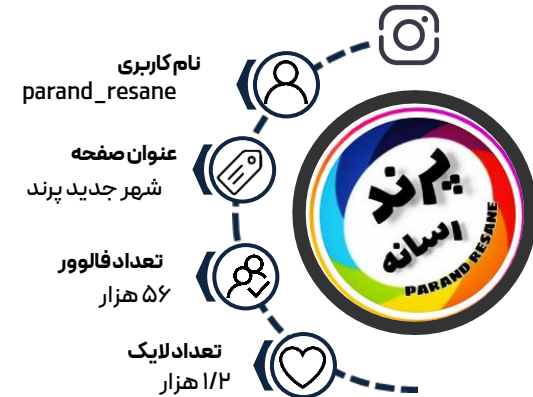 نام کاربری
parand_resane
عنوان صفحه
شهر جدید پرند
تعداد فالوور
۵۶ هزار
تعداد لایک
۱/۲ هزار
پرند
رسانه
PARAND RESANE